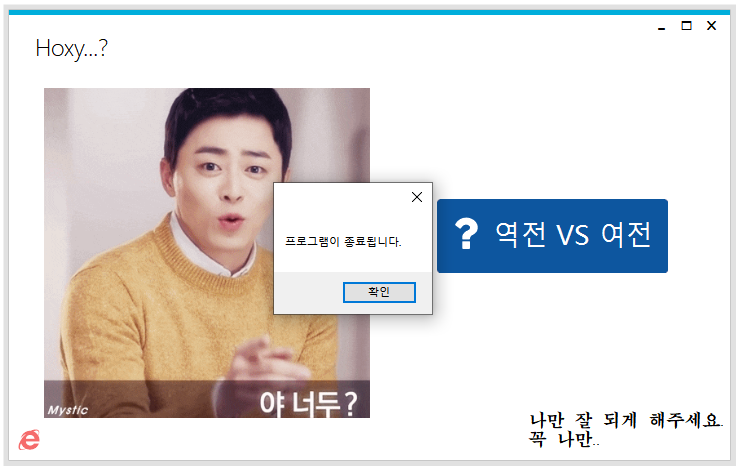 Hoxy...?
프로그램이 종료됩니다.
확인
? 역전 VS 여전
Mystic
야 너두?
나만 잘 되게 해주세요.
꼭 나만..